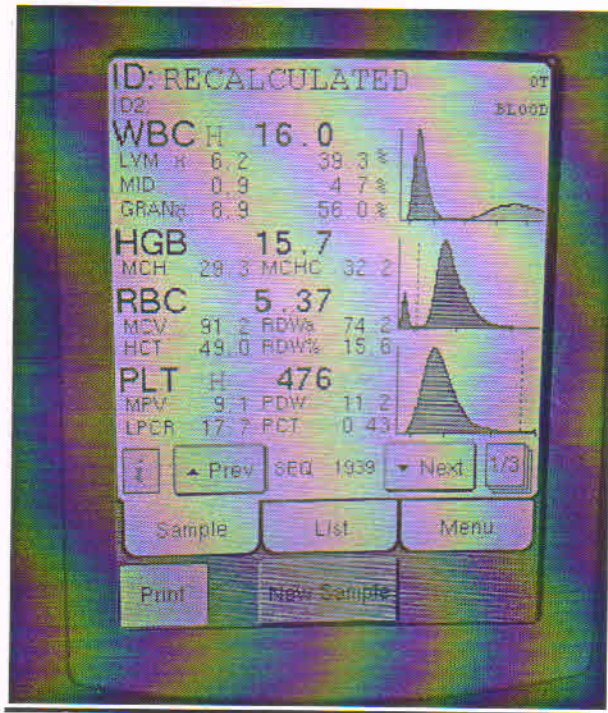 ID: RECALCULATED OT
ID2: BLOOD
WBC H 16.0
LYM H 6.2 39.3%
MID 0.9 4.7%
GRAN 8.9 56.0%
HGB 15.7
MCH 29.3 MCHC 32.2
RBC 5.37
MCV 91.2 RDWa 74.2
HCT 49.0 RDW% 15.6
PLT H 476
MPV 9.1 PDW 11.2
LPCR 17.7 PCT 0.43
Prev SEQ 1939 Next 1/3
Sample List Menu
Print New Sample